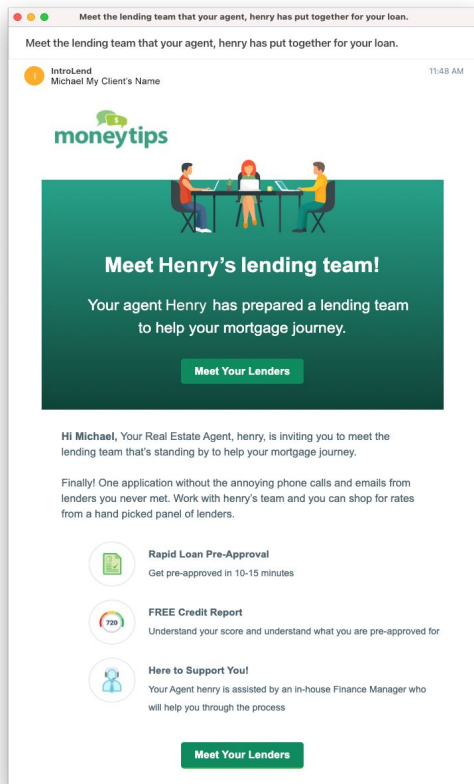 Meet the lending team that your agent, henry has put together for your loan.
Meet the lending team that your agent, henry has put together for your loan.
I
IntroLend
11:48 AM
Michael My Client's Name
$
moneytips
Meet Henry's lending team!
Your agent Henry has prepared a lending team
to help your mortgage journey.
Meet Your Lenders
Hi Michael, Your Real Estate Agent, henry, is inviting you to meet the
lending team that's standing by to help your mortgage journey.
Finally! One application without the annoying phone calls and emails from
lenders you never met. Work with henry's team and you can shop for rates
from a hand picked panel of lenders.
Rapid Loan Pre-Approval
Get pre-approved in 10-15 minutes
720
FREE Credit Report
Understand your score and understand what you are pre-approved for
Here to Support You!
Your Agent henry is assisted by an in-house Finance Manager who
will help you through the process
Meet Your Lenders